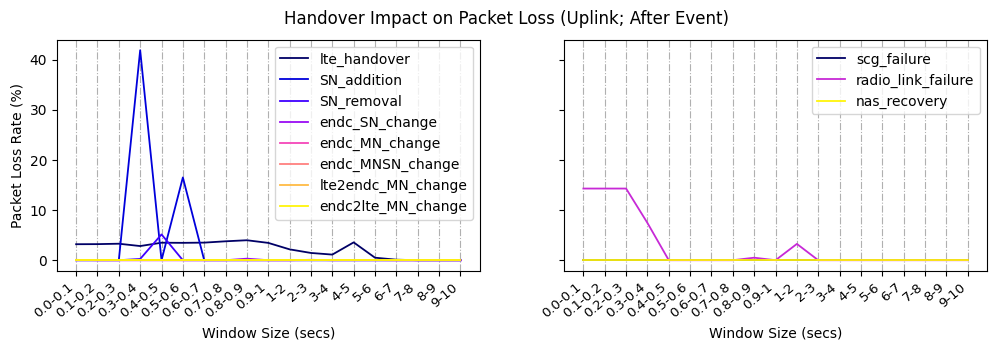 Handover Impact on Packet Loss (Uplink; After Event)
Packet Loss Rate (%)
40
30
20
10
0
lte_handover
SN_addition
SN_removal
endc_SN_change
endc_MN_change
endc_MNSN_change
lte2endc_MN_change
endc2lte_MN_change
0.0-0.1
0.1-0.2
0.2-0.3
0.3-0.4
0.4-0.5
0.5-0.6
0.6-0.7
0.7-0.8
0.8-0.9
0.9-1
1-2
2-3
3-4
4-5
5-6
6-7
7-8
8-9
9-10
Window Size (secs)
scg_failure
radio_link_failure
nas_recovery
0.0-0.1
0.1-0.2
0.2-0.3
0.3-0.4
0.4-0.5
0.5-0.6
0.6-0.7
0.7-0.8
0.8-0.9
0.9-1
1-2
2-3
3-4
4-5
5-6
6-7
7-8
8-9
9-10
Window Size (secs)